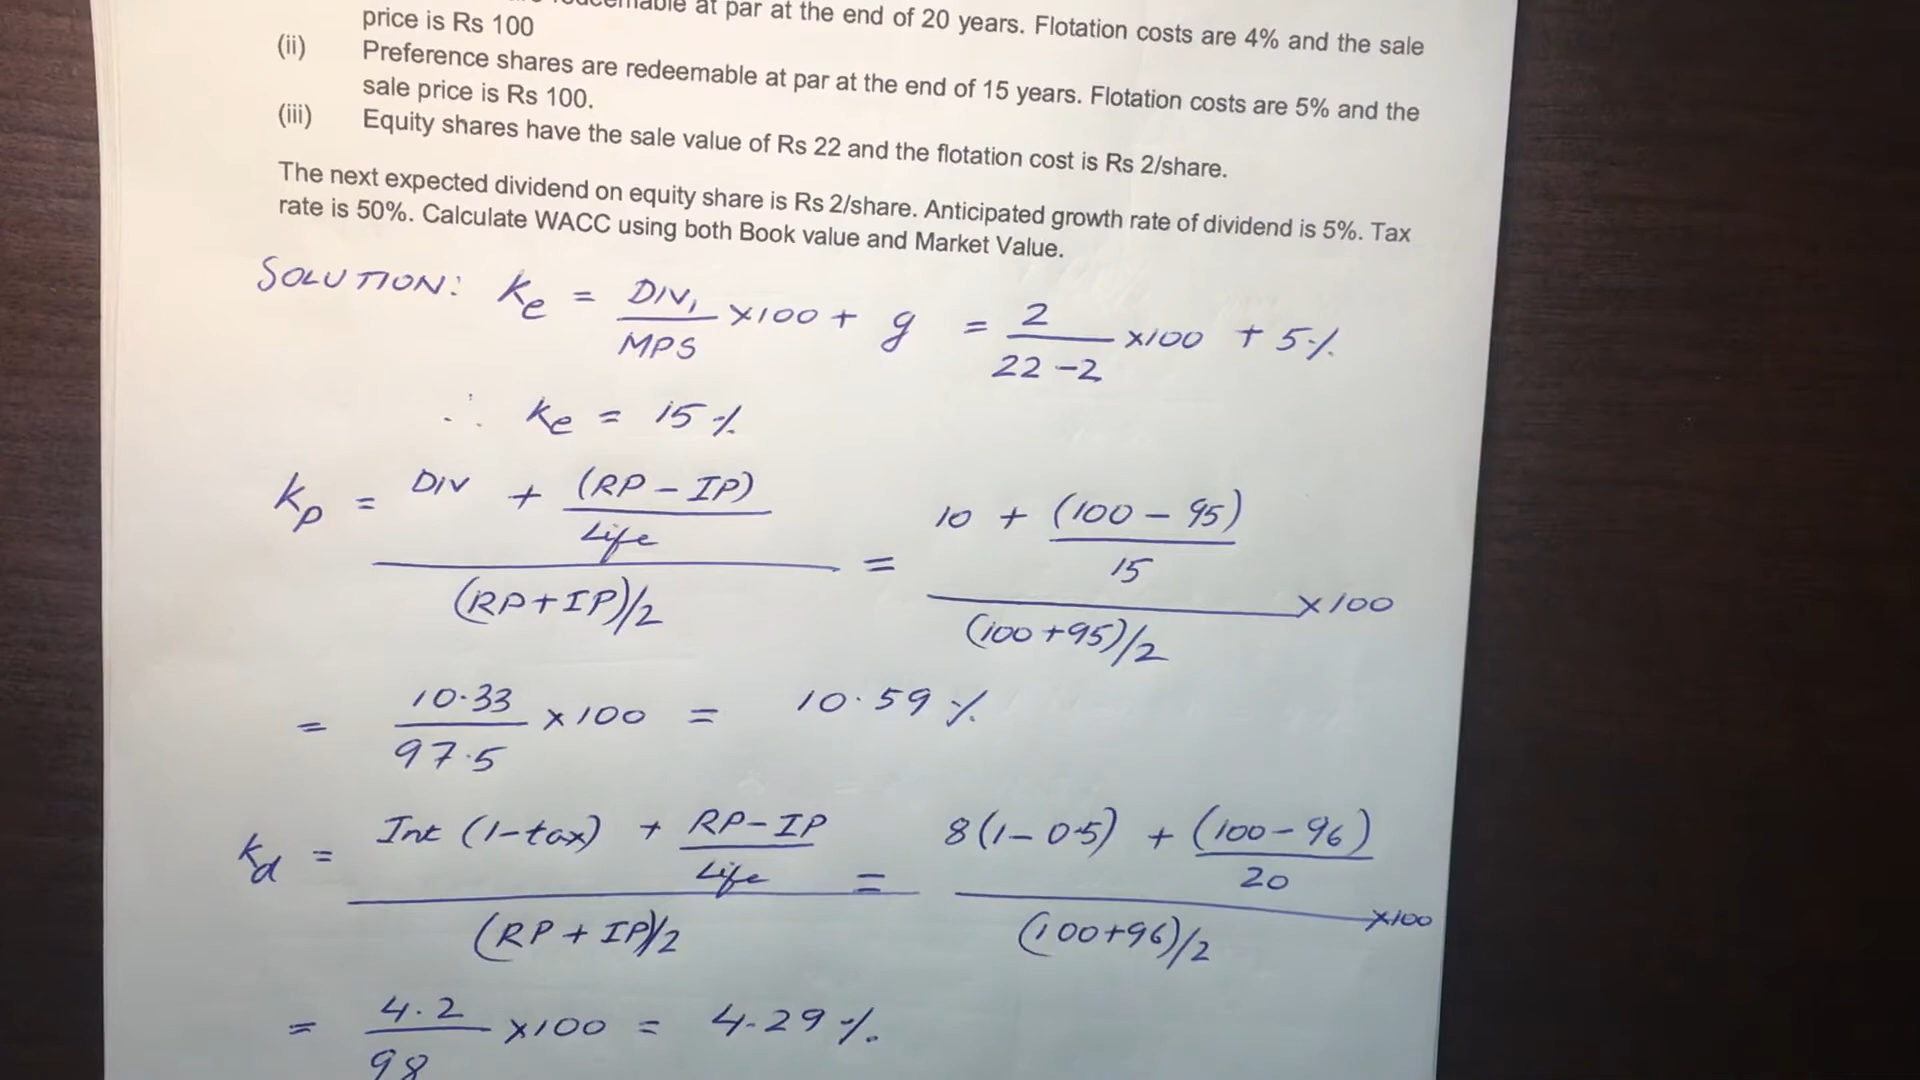 at par at the end of 20 years. Flotation costs are 4% and the sale
price is Rs 100
(ii) Preference shares are redeemable at par at the end of 15 years. Flotation costs are 5% and the
sale price is Rs 100.
(iii) Equity shares have the sale value of Rs 22 and the flotation cost is Rs 2/share.
The next expected dividend on equity share is Rs 2/share. Anticipated growth rate of dividend is 5%. Tax
rate is 50%. Calculate WACC using both Book value and Market Value.
SOLUTION: Ke = DIV₁ / MPS ×100 + g = 2 / 22-2 ×100 + 5%
∴ Ke = 15%
Kp = DIV + (RP - IP) / Life = 10 + (100 - 95) / 15
(RP+IP)/2 (100+95)/2 ×100
= 10.33 / 97.5 ×100 = 10.59%
Kd = Int (1-tax) + RP-IP / Life = 8(1-0.5) + (100-96) / 20
(RP + IP)/2 (100+96)/2 ×100
= 4.2 / 98 ×100 = 4.29%.